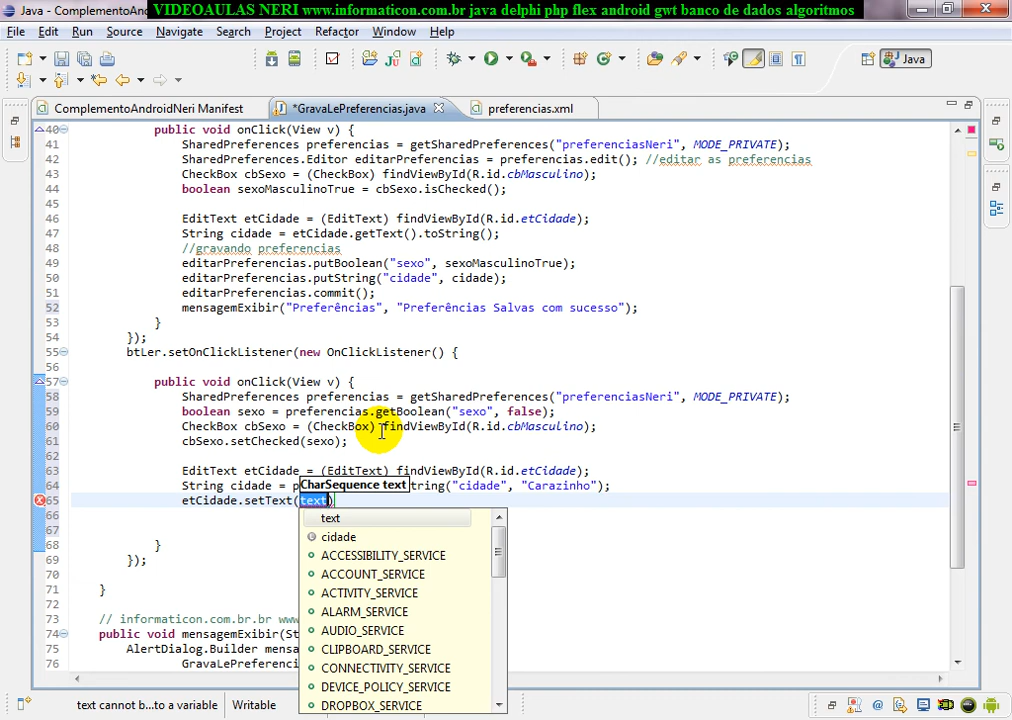 Java - ComplementoAnd
VIDEOAULAS NERI www.informaticon.com.br java delphi php flex android gwt banco de dados algoritmos
File Edit Run Source Navigate Search Project Refactor Window Help
Java
ComplementoAndroidNeri Manifest
*GravaLePreferencias.java
preferencias.xml
40 public void onClick(View v) {
41 SharedPreferences preferencias = getSharedPreferences("preferenciasNeri", MODE_PRIVATE);
42 SharedPreferences.Editor editarPreferencias = preferencias.edit(); //editar as preferencias
43 CheckBox cbSexo = (CheckBox) findViewById(R.id.cbMasculino);
44 boolean sexoMasculinoTrue = cbSexo.isChecked();
45
46 EditText etCidade = (EditText) findViewById(R.id.etCidade);
47 String cidade = etCidade.getText().toString();
48 //gravando preferencias
49 editarPreferencias.putBoolean("sexo", sexoMasculinoTrue);
50 editarPreferencias.putString("cidade", cidade);
51 editarPreferencias.commit();
52 mensagemExibir("Preferências", "Preferências Salvas com sucesso");
53 }
54 });
55 btLer.setOnClickListener(new OnClickListener() {
56
57 public void onClick(View v) {
58 SharedPreferences preferencias = getSharedPreferences("preferenciasNeri", MODE_PRIVATE);
59 boolean sexo = preferencias.getBoolean("sexo", false);
60 CheckBox cbSexo = (CheckBox) findViewById(R.id.cbMasculino);
61 cbSexo.setChecked(sexo);
62
63 EditText etCidade = (EditText) findViewById(R.id.etCidade);
CharSequence text
64 String cidade = p tring("cidade", "Carazinho");
65 etCidade.setText(text)
66
text
67
cidade
68 }
ACCESSIBILITY_SERVICE
69 });
ACCOUNT_SERVICE
70
ACTIVITY_SERVICE
71 }
ALARM_SERVICE
72
73 // informaticon.com.br.br www
AUDIO_SERVICE
74 public void mensagemExibir(St
CLIPBOARD_SERVICE
75 AlertDialog.Builder mensa
CONNECTIVITY_SERVICE
76 GravaLePreferenci
DEVICE_POLICY_SERVICE
DROPBOX_SERVICE
text cannot b...to a variable
Writable